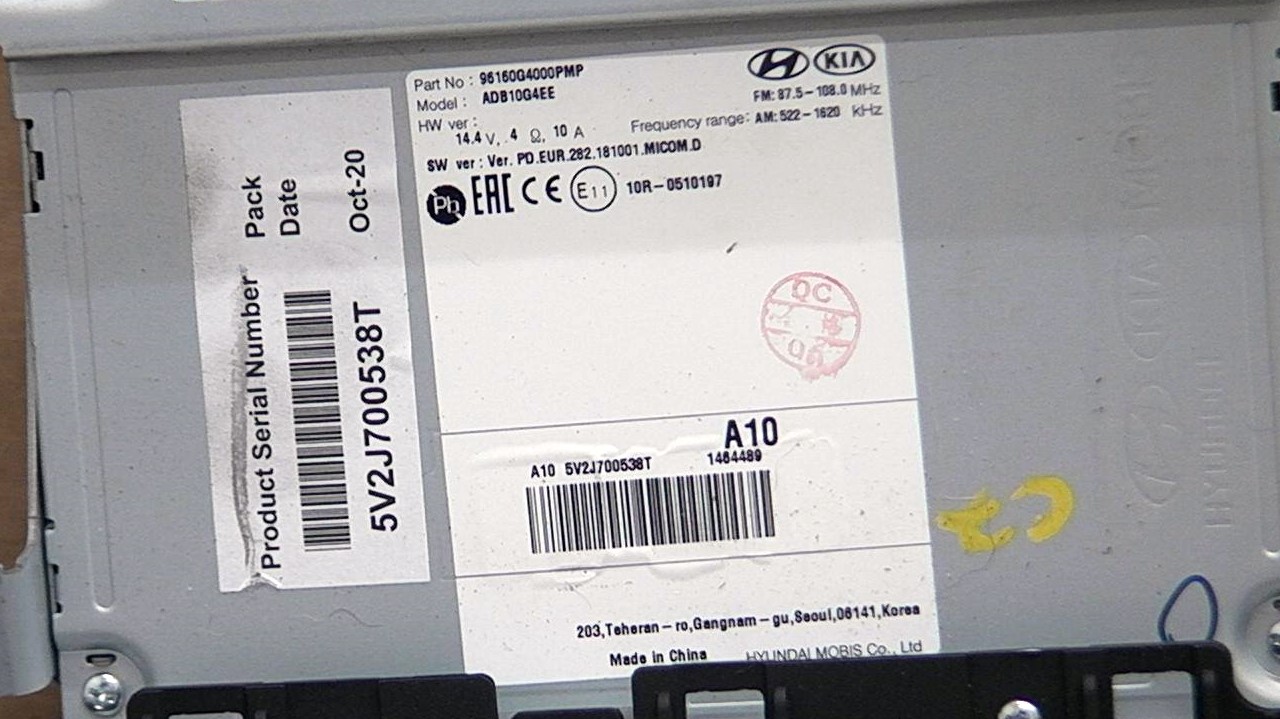 Part No : 96160G4000PMP
Model : ADB10G4EE
HW ver :
14.4 V, 4 Ω, 10 A
KIA
FM: 87.5-108.0 MHz
Frequency range: AM: 522-1620 kHz
SW ver : Ver. PD.EUR.282.181001.MICOM.D
Pb EAC CE E11 10R-0510197
QC
A10
A10 5V2J700538T 1464489
203,Teheran-ro,Gangnam-gu,Seoul,06141,Korea
Made in China HYUNDAI MOBIS Co., Ltd
Product Serial Number
5V2J700538T
Pack
Date
Oct-20
HYUNDAI